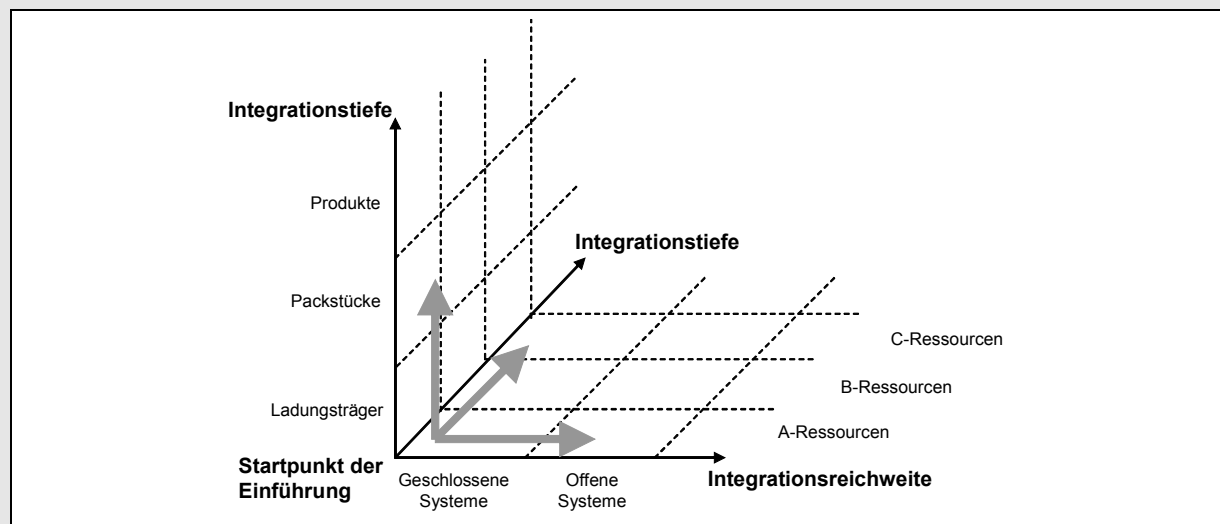 Integrationstiefe
Produkte
Integrationstiefe
Packstücke
C-Ressourcen
B-Ressourcen
Ladungsträger
A-Ressourcen
Startpunkt der
Einführung
Geschlossene
Systeme
Offene
Systeme
Integrationsreichweite